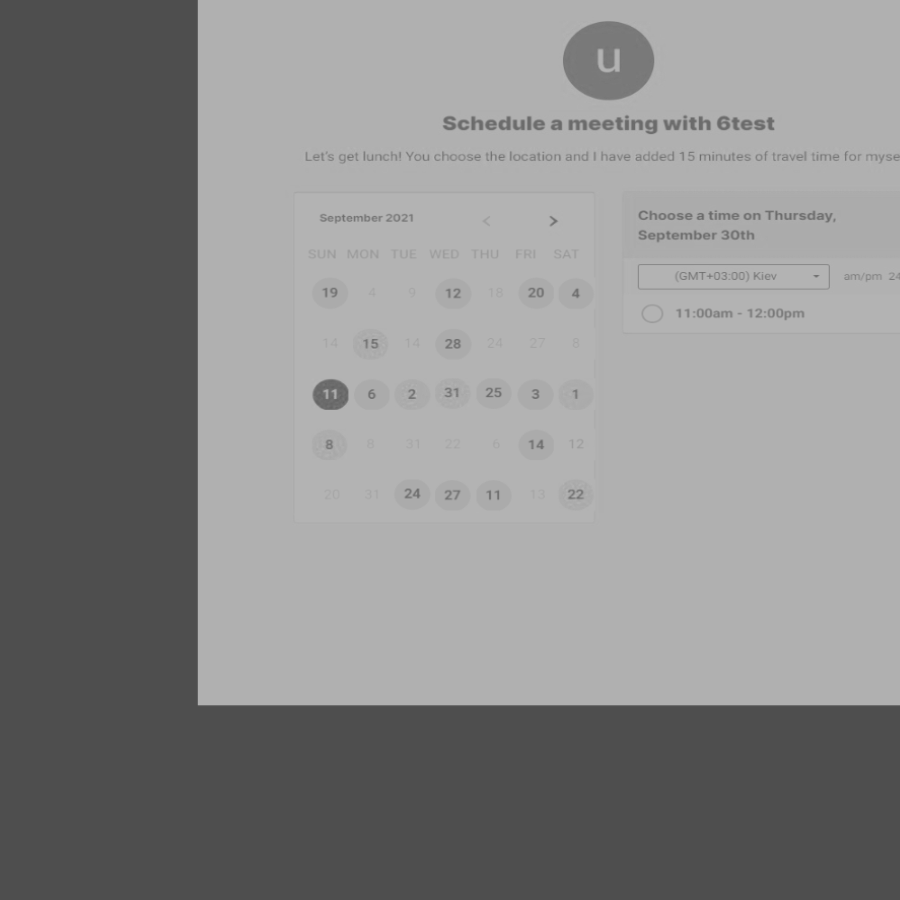 u
Schedule a meeting with 6test
Let's get lunch! You choose the location and I have added 15 minutes of travel time for myse
September 2021 < >
SUN MON TUE WED THU FRI SAT
19 4 9 12 18 20 4
14 15 14 28 24 27 8
11 6 2 31 25 3 1
8 8 31 22 6 14 12
20 31 24 27 11 13 22
Choose a time on Thursday,
September 30th
(GMT+03:00) Kiev am/pm 24
11:00am - 12:00pm